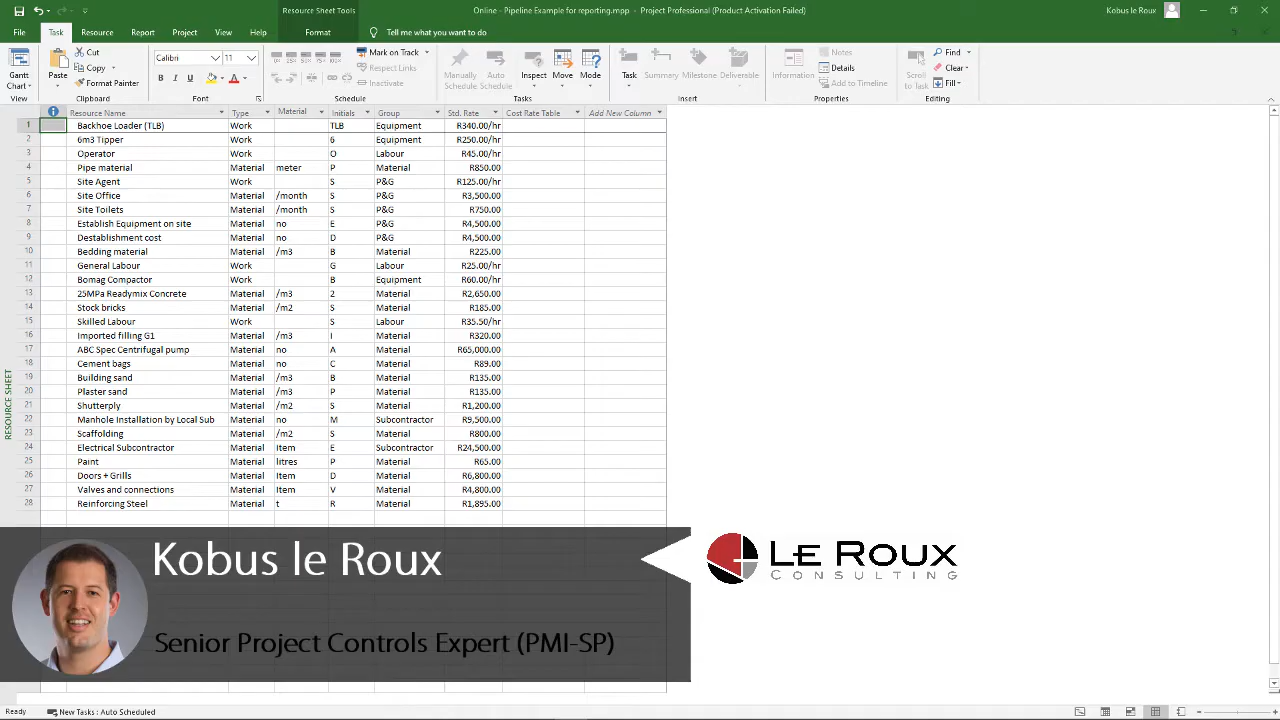 Resource Sheet Tools
Online - Pipeline Example for reporting.mpp - Project Professional (Product Activation Failed)
Kobus le Roux
File Task Resource Report Project View Help Format Tell me what you want to do
Gantt Chart
View
Paste
Cut
Copy
Format Painter
Clipboard
Calibri 11
B I U A
Font
Mark on Track
Respect Links
Inactivate
Schedule
Manually Schedule
Auto Schedule
Inspect
Move
Mode
Tasks
Task
Summary
Milestone
Deliverable
Insert
Information
Notes
Details
Add to Timeline
Properties
Scroll to Task
Find
Clear
Fill
Editing
Resource Name Type Material Initials Group Std. Rate Cost Rate Table Add New Column
1 Backhoe Loader (TLB) Work TLB Equipment R340.00/hr
2 6m3 Tipper Work 6 Equipment R250.00/hr
3 Operator Work O Labour R45.00/hr
4 Pipe material Material meter P Material R850.00
5 Site Agent Work S P&G R125.00/hr
6 Site Office Material /month S P&G R3,500.00
7 Site Toilets Material /month S P&G R750.00
8 Establish Equipment on site Material no E P&G R4,500.00
9 Destablishment cost Material no D P&G R4,500.00
10 Bedding material Material /m3 B Material R225.00
11 General Labour Work G Labour R25.00/hr
12 Bomag Compactor Work B Equipment R60.00/hr
13 25MPa Readymix Concrete Material /m3 2 Material R2,650.00
14 Stock bricks Material /m2 S Material R185.00
15 Skilled Labour Work S Labour R35.50/hr
16 Imported filling G1 Material /m3 I Material R320.00
17 ABC Spec Centrifugal pump Material no A Material R65,000.00
18 Cement bags Material no C Material R89.00
19 Building sand Material /m3 B Material R135.00
20 Plaster sand Material /m3 P Material R135.00
21 Shutterply Material /m2 S Material R1,200.00
22 Manhole Installation by Local Sub Material no M Subcontractor R9,500.00
23 Scaffolding Material /m2 S Material R800.00
24 Electrical Subcontractor Material Item E Subcontractor R24,500.00
25 Paint Material litres P Material R65.00
26 Doors + Grills Material Item D Material R6,800.00
27 Valves and connections Material Item V Material R4,800.00
28 Reinforcing Steel Material t R Material R1,895.00
RESOURCE SHEET
Kobus le Roux
Senior Project Controls Expert (PMI-SP)
LE ROUX
CONSULTING
Ready New Tasks : Auto Scheduled